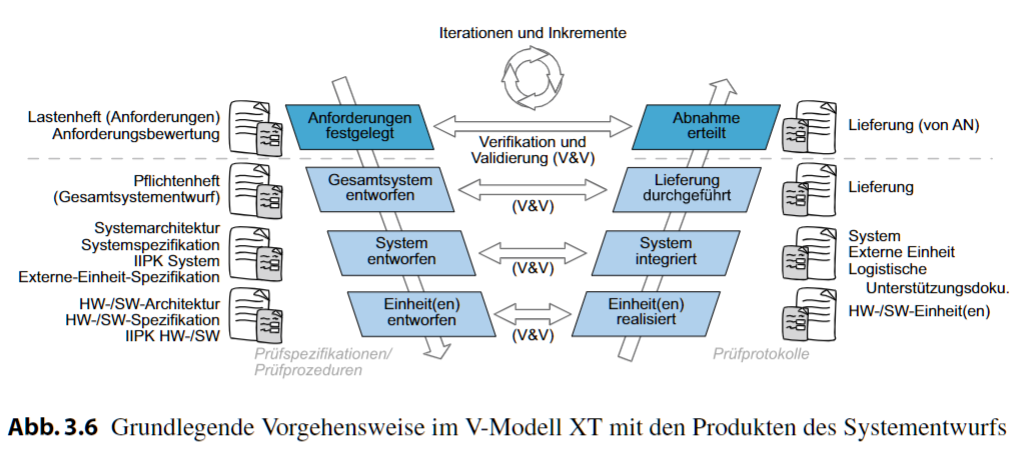 Iterationen und Inkremente
Lastenheft (Anforderungen)
Anforderungsbewertung
Anforderungen
festgelegt
Verifikation und
Validierung (V&V)
Abnahme
erteilt
Lieferung (von AN)
Pflichtenheft
(Gesamtsystementwurf)
Gesamtsystem
entworfen
(V&V)
Lieferung
durchgeführt
Lieferung
Systemarchitektur
Systemspezifikation
IIPK System
Externe-Einheit-Spezifikation
System
entworfen
(V&V)
System
integriert
System
Externe Einheit
Logistische
Unterstützungsdoku.
HW-/SW-Architektur
HW-/SW-Spezifikation
IIPK HW-/SW
Einheit(en)
entworfen
(V&V)
Einheit(en)
realisiert
HW-/SW-Einheit(en)
Prüfspezifikationen/
Prüfprozeduren
Prüfprotokolle
Abb. 3.6 Grundlegende Vorgehensweise im V-Modell XT mit den Produkten des Systementwurfs